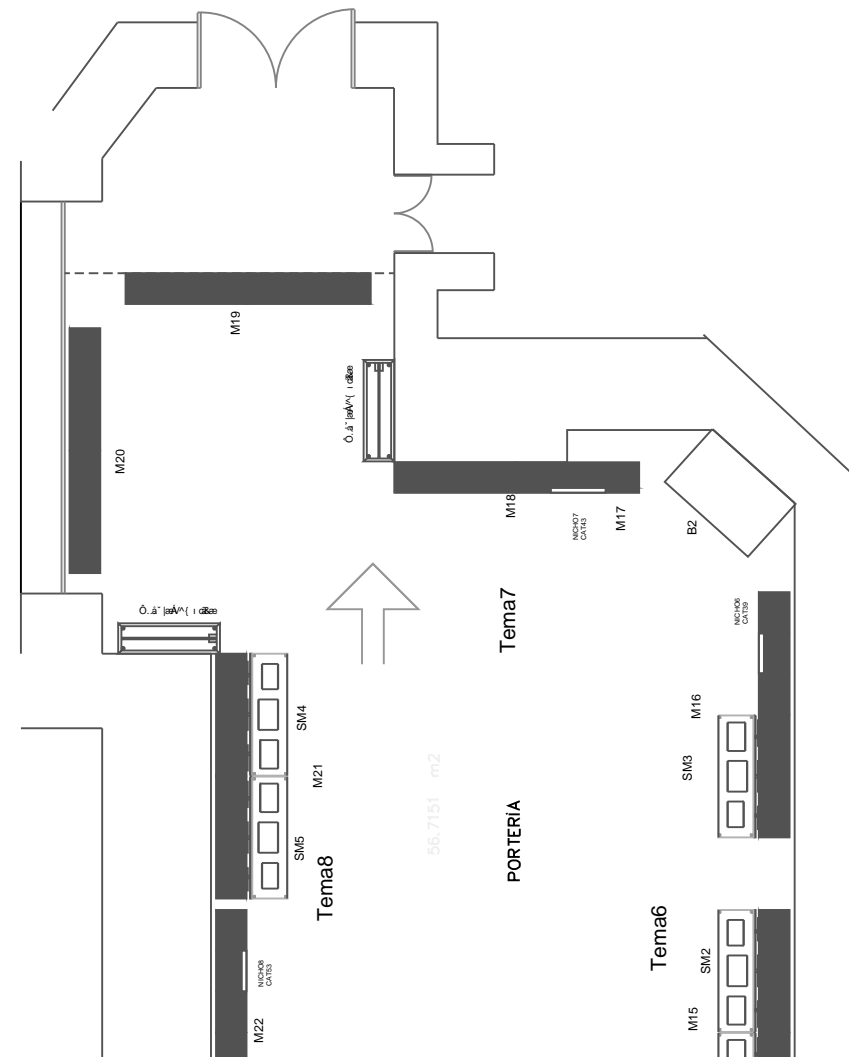 M19
M20
M18
NICHO7
CAT43
M17
B2
Tema7
NICHO6
CAT39
M16
SM4
M21
SM3
56.7151 m2
PORTERÍA
SM5
Tema8
Tema6
SM2
NICHO8
CAT53
M15
M22